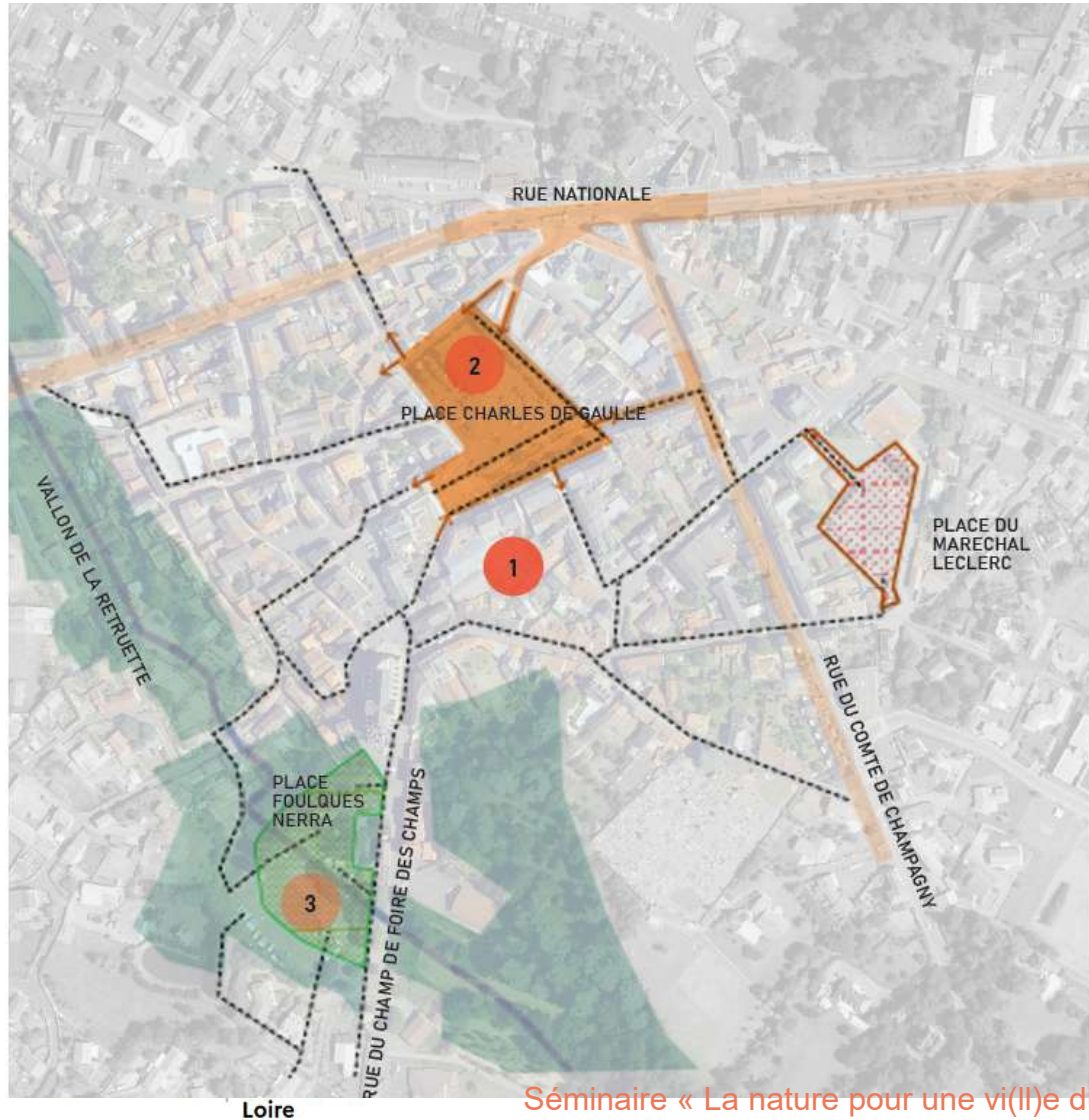 RUE NATIONALE
2
PLACE CHARLES DE GAULLE
1
PLACE DU
MARECHAL
LECLERC
VALLON DE LA RETRUETTE
RUE DU COMTE DE CHAMPAGNY
PLACE
FOULQUES
NERRA
3
RUE DU CHAMP DE FOIRE DES CHAMPS
Loire
Séminaire « La nature pour une vi(ll)e d